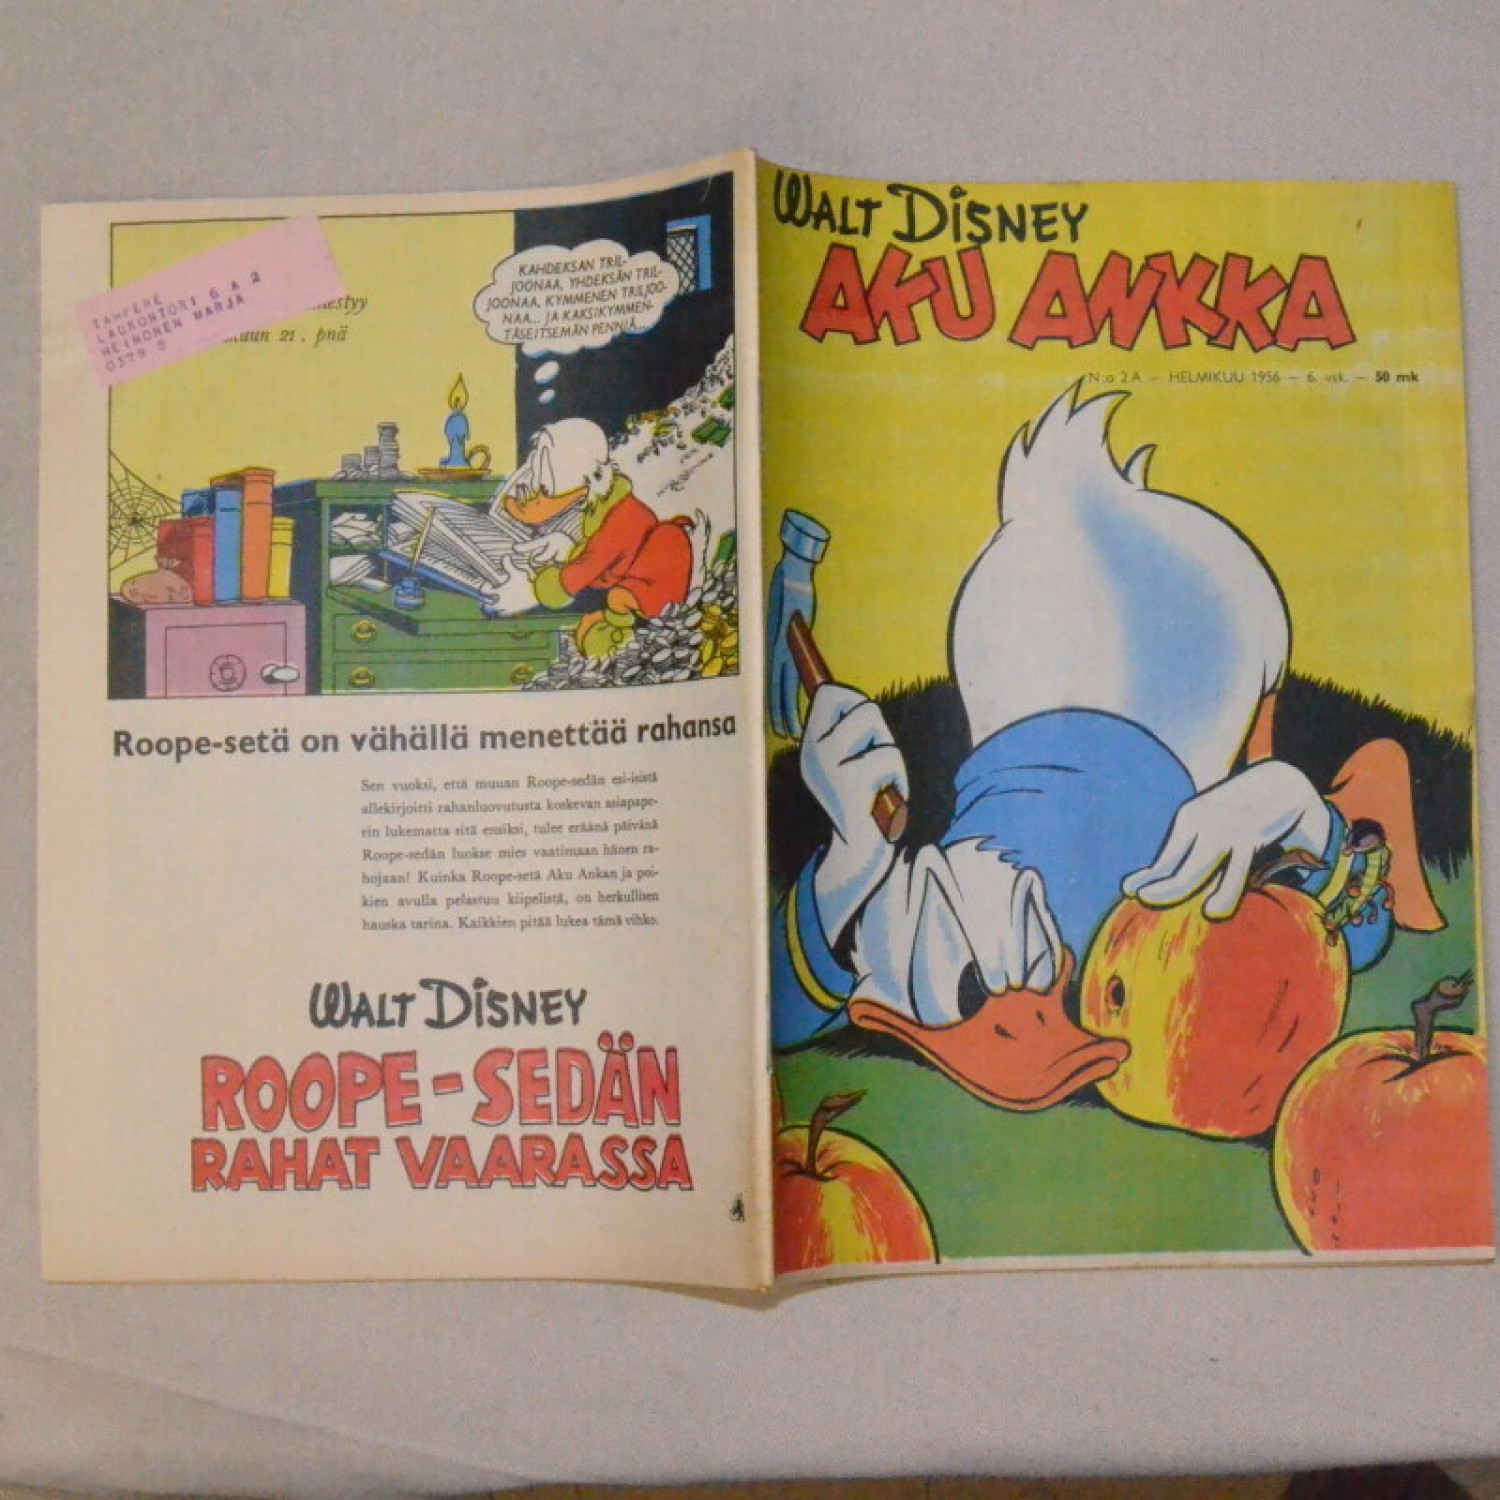 TAMPERE
LAUKONTORI 6 A 2
HEINONEN MARJA
0579 5
mestyy
kuun 21. pnä
KAHDEKSAN TRIL-
JOONAA, YHDEKSÄN TRIL-
JOONAA, KYMMENEN TRILJOO-
NAA... JA KAKSIKYMMEN-
TÄSEITSEMÄN PENNIÄ...
Roope-setä on vähällä menettää rahansa
Sen vuoksi, että muuan Roope-sedän esi-isistä
allekirjoitti rahanluovutusta koskevan asiapape-
rin lukematta sitä ensiksi, tulee eräänä päivänä
Roope-sedän luokse mies vaatimaan hänen ra-
hojaan! Kuinka Roope-setä Aku Ankan ja poi-
kien avulla pelastuu kiipelistä, on herkullisen
hauska tarina. Kaikkien pitää lukea tämä vihko.
WALT DISNEY
ROOPE-SEDÄN
RAHAT VAARASSA
WALT DISNEY
AKU ANKKA
N:o 2 A – HELMIKUU 1956 – 6. vsk. – 50 mk